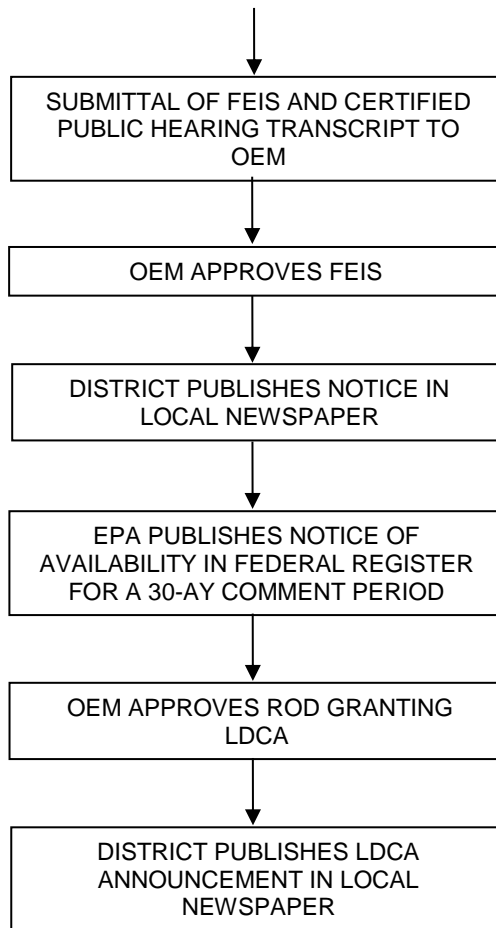 SUBMITTAL OF FEIS AND CERTIFIED
PUBLIC HEARING TRANSCRIPT TO
OEM
OEM APPROVES FEIS
DISTRICT PUBLISHES NOTICE IN
LOCAL NEWSPAPER
EPA PUBLISHES NOTICE OF
AVAILABILITY IN FEDERAL REGISTER
FOR A 30-AY COMMENT PERIOD
OEM APPROVES ROD GRANTING
LDCA
DISTRICT PUBLISHES LDCA
ANNOUNCEMENT IN LOCAL
NEWSPAPER